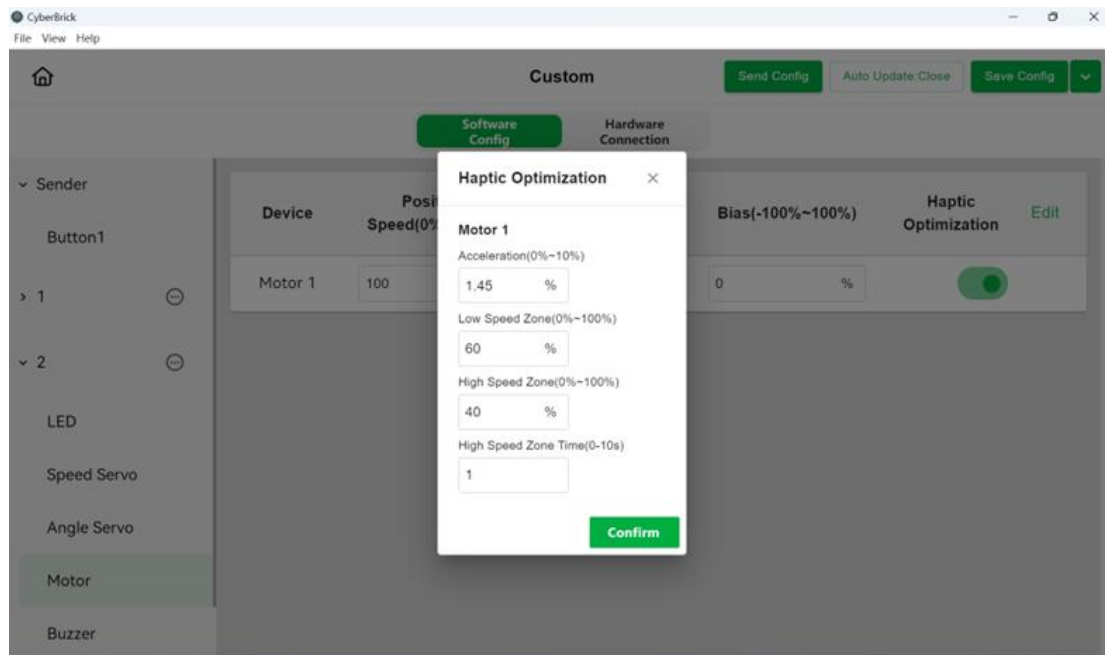 CyberBrick
File View Help
Custom
Send Config
Auto Update:Close
Save Config
Software
Config
Hardware
Connection
Sender
Button1
1
2
LED
Speed Servo
Angle Servo
Motor
Buzzer
Device
Posit
Speed(0%
Bias(-100%~100%)
Haptic
Optimization
Edit
Motor 1
100
0 %
Haptic Optimization
Motor 1
Acceleration(0%~10%)
1.45 %
Low Speed Zone(0%~100%)
60 %
High Speed Zone(0%~100%)
40 %
High Speed Zone Time(0-10s)
1
Confirm